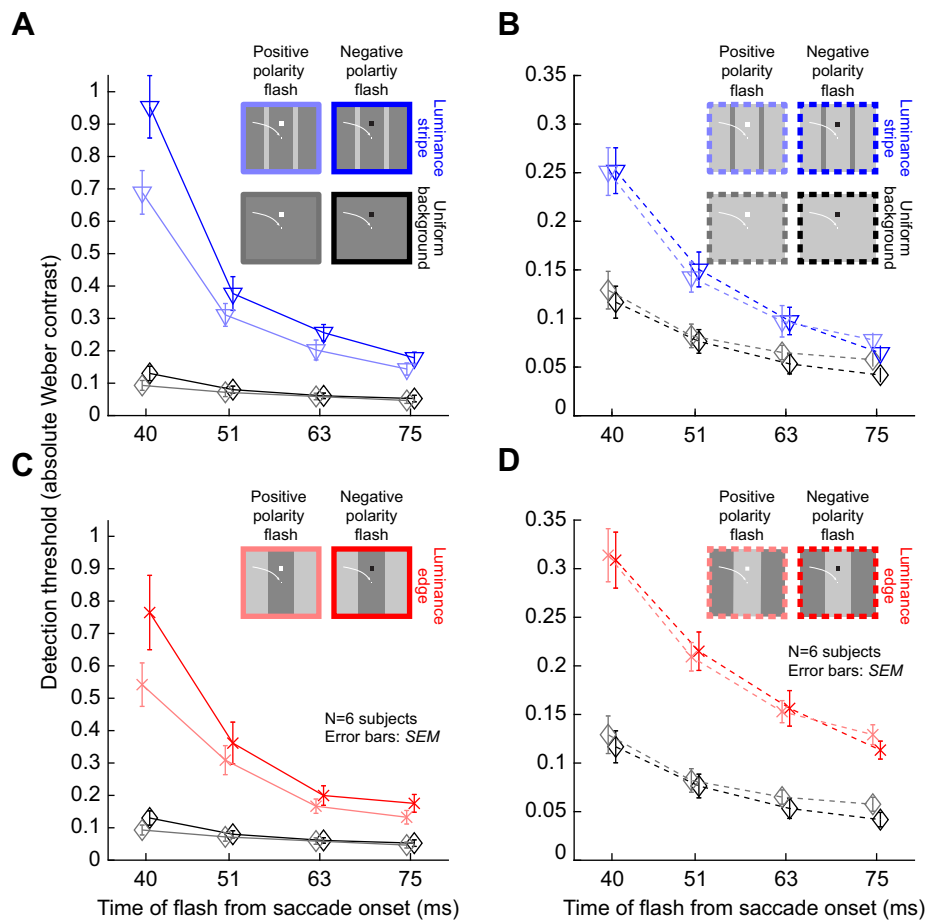 A
Positive
polarity
flash
Negative
polartiy
flash
Luminance
stripe
Uniform
background
1
0.9
0.8
0.7
0.6
0.5
0.4
0.3
0.2
0.1
0
40
51
63
75
B
Positive
polarity
flash
Negative
polarity
flash
Luminance
stripe
Uniform
background
0.35
0.3
0.25
0.2
0.15
0.1
0.05
0
40
51
63
75
Detection threshold (absolute Weber contrast)
C
Positive
polarity
flash
Negative
polarity
flash
Luminance
edge
1
0.9
0.8
0.7
0.6
0.5
0.4
0.3
0.2
0.1
0
N=6 subjects
Error bars: SEM
40
51
63
75
Time of flash from saccade onset (ms)
D
Positive
polarity
flash
Negative
polarity
flash
Luminance
edge
0.35
0.3
0.25
0.2
0.15
0.1
0.05
0
N=6 subjects
Error bars: SEM
40
51
63
75
Time of flash from saccade onset (ms)